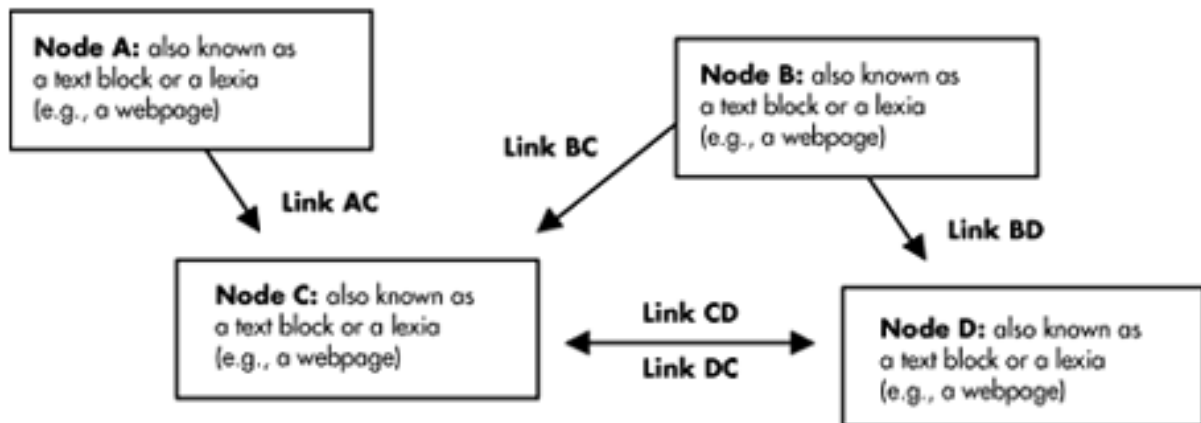 Node A: also known as
a text block or a lexia
(e.g., a webpage)
Node B: also known as
a text block or a lexia
(e.g., a webpage)
Link BC
Link AC
Link BD
Node C: also known as
a text block or a lexia
(e.g., a webpage)
Link CD
Link DC
Node D: also known as
a text block or a lexia
(e.g., a webpage)